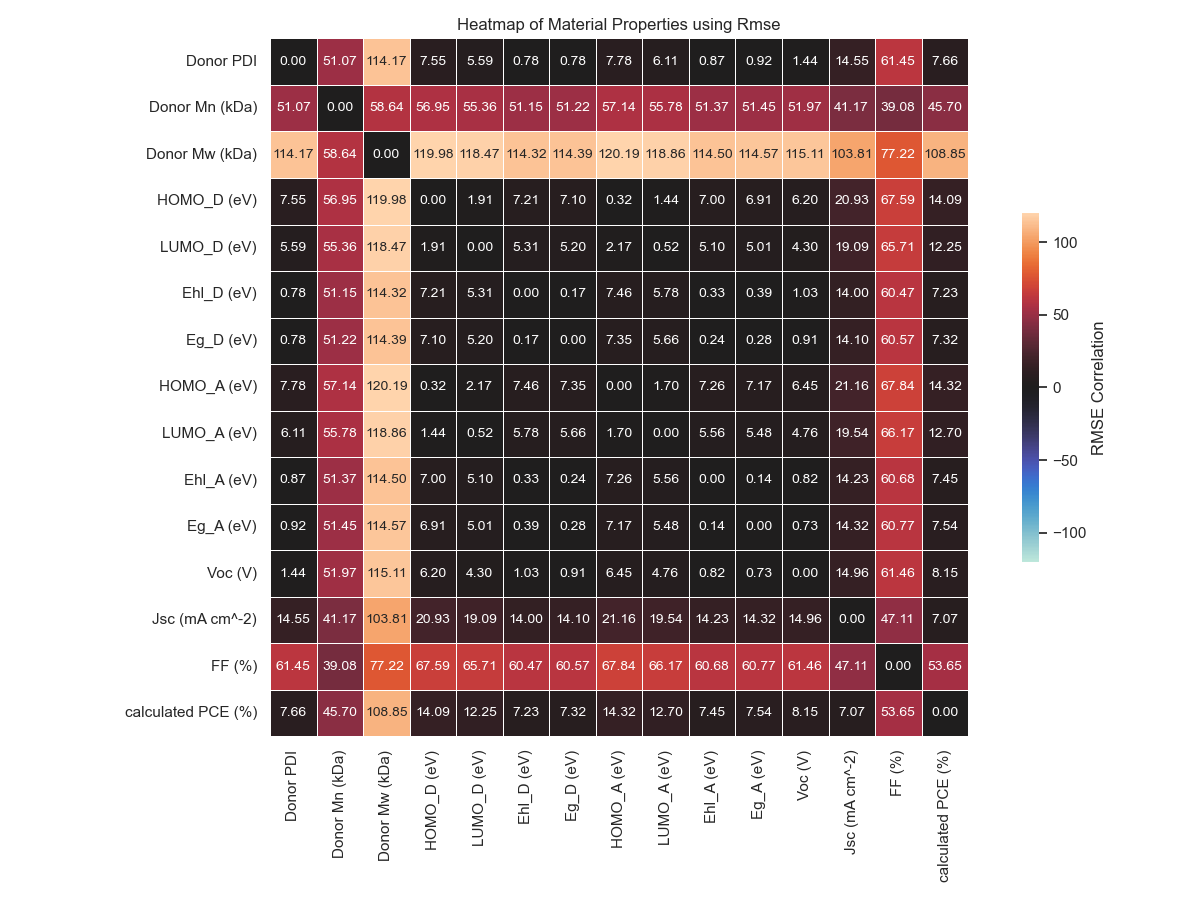 Heatmap of Material Properties using Rmse
Donor PDI 0.00 51.07 114.17 7.55 5.59 0.78 0.78 7.78 6.11 0.87 0.92 1.44 14.55 61.45 7.66
Donor Mn (kDa) 51.07 0.00 58.64 56.95 55.36 51.15 51.22 57.14 55.78 51.37 51.45 51.97 41.17 39.08 45.70
Donor Mw (kDa) 114.17 58.64 0.00 119.98 118.47 114.32 114.39 120.19 118.86 114.50 114.57 115.11 103.81 77.22 108.85
HOMO_D (eV) 7.55 56.95 119.98 0.00 1.91 7.21 7.10 0.32 1.44 7.00 6.91 6.20 20.93 67.59 14.09
LUMO_D (eV) 5.59 55.36 118.47 1.91 0.00 5.31 5.20 2.17 0.52 5.10 5.01 4.30 19.09 65.71 12.25
Ehl_D (eV) 0.78 51.15 114.32 7.21 5.31 0.00 0.17 7.46 5.78 0.33 0.39 1.03 14.00 60.47 7.23
Eg_D (eV) 0.78 51.22 114.39 7.10 5.20 0.17 0.00 7.35 5.66 0.24 0.28 0.91 14.10 60.57 7.32
HOMO_A (eV) 7.78 57.14 120.19 0.32 2.17 7.46 7.35 0.00 1.70 7.26 7.17 6.45 21.16 67.84 14.32
LUMO_A (eV) 6.11 55.78 118.86 1.44 0.52 5.78 5.66 1.70 0.00 5.56 5.48 4.76 19.54 66.17 12.70
Ehl_A (eV) 0.87 51.37 114.50 7.00 5.10 0.33 0.24 7.26 5.56 0.00 0.14 0.82 14.23 60.68 7.45
Eg_A (eV) 0.92 51.45 114.57 6.91 5.01 0.39 0.28 7.17 5.48 0.14 0.00 0.73 14.32 60.77 7.54
Voc (V) 1.44 51.97 115.11 6.20 4.30 1.03 0.91 6.45 4.76 0.82 0.73 0.00 14.96 61.46 8.15
Jsc (mA cm^-2) 14.55 41.17 103.81 20.93 19.09 14.00 14.10 21.16 19.54 14.23 14.32 14.96 0.00 47.11 7.07
FF (%) 61.45 39.08 77.22 67.59 65.71 60.47 60.57 67.84 66.17 60.68 60.77 61.46 47.11 0.00 53.65
calculated PCE (%) 7.66 45.70 108.85 14.09 12.25 7.23 7.32 14.32 12.70 7.45 7.54 8.15 7.07 53.65 0.00
Donor PDI
Donor Mn (kDa)
Donor Mw (kDa)
HOMO_D (eV)
LUMO_D (eV)
Ehl_D (eV)
Eg_D (eV)
HOMO_A (eV)
LUMO_A (eV)
Ehl_A (eV)
Eg_A (eV)
Voc (V)
Jsc (mA cm^-2)
FF (%)
calculated PCE (%)
100
50
0
−50
−100
RMSE Correlation